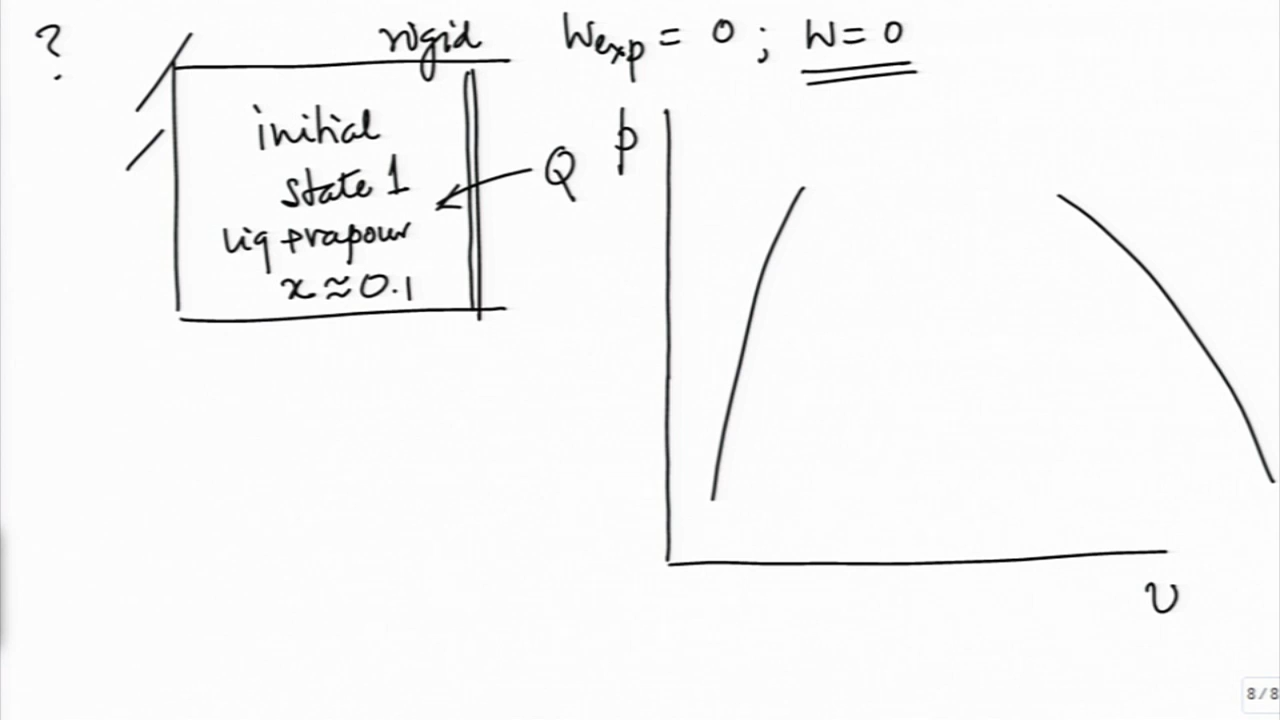 ?
rigid
Wexp = 0 ; W = 0
initial
state 1
liq + vapour
x ≈ 0.1
Q
p
v
8/8